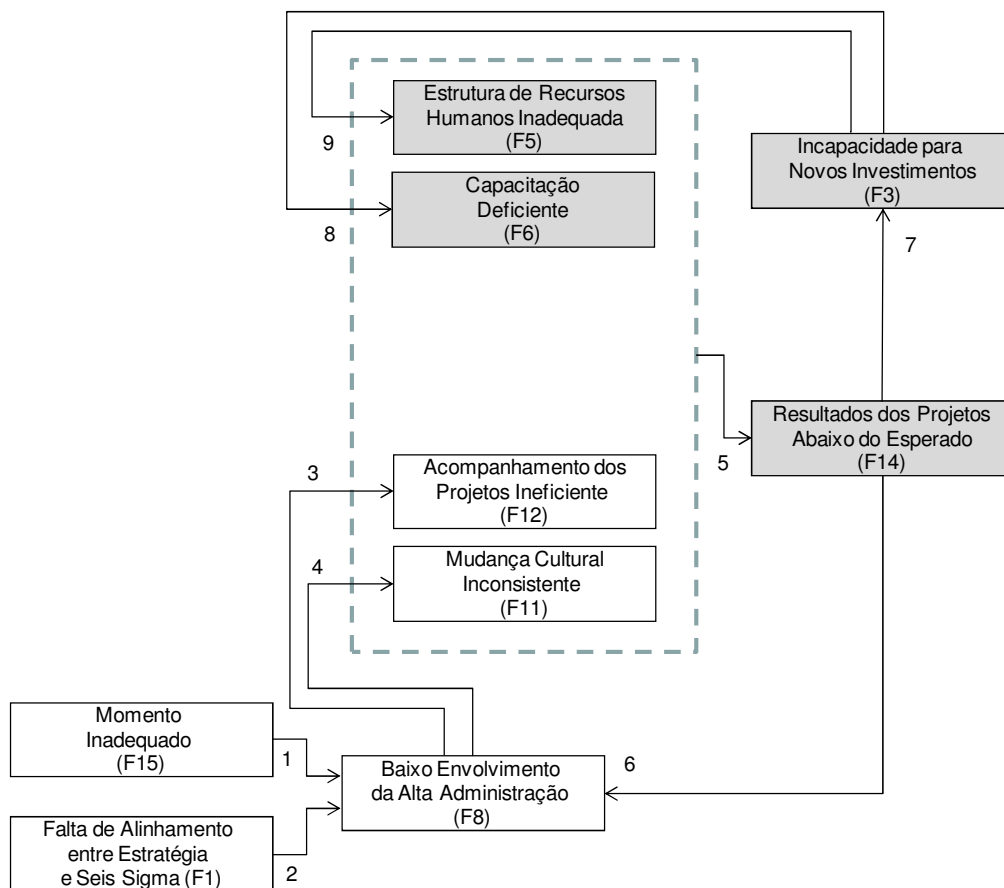 Estrutura de Recursos
Humanos Inadequada
(F5)
9
Capacitação
Deficiente
(F6)
8
Incapacidade para
Novos Investimentos
(F3)
7
Resultados dos Projetos
Abaixo do Esperado
(F14)
5
3
Acompanhamento dos
Projetos Ineficiente
(F12)
4
Mudança Cultural
Inconsistente
(F11)
Momento
Inadequado
(F15)
1
Baixo Envolvimento
da Alta Administração
(F8)
6
Falta de Alinhamento
entre Estratégia
e Seis Sigma (F1)
2